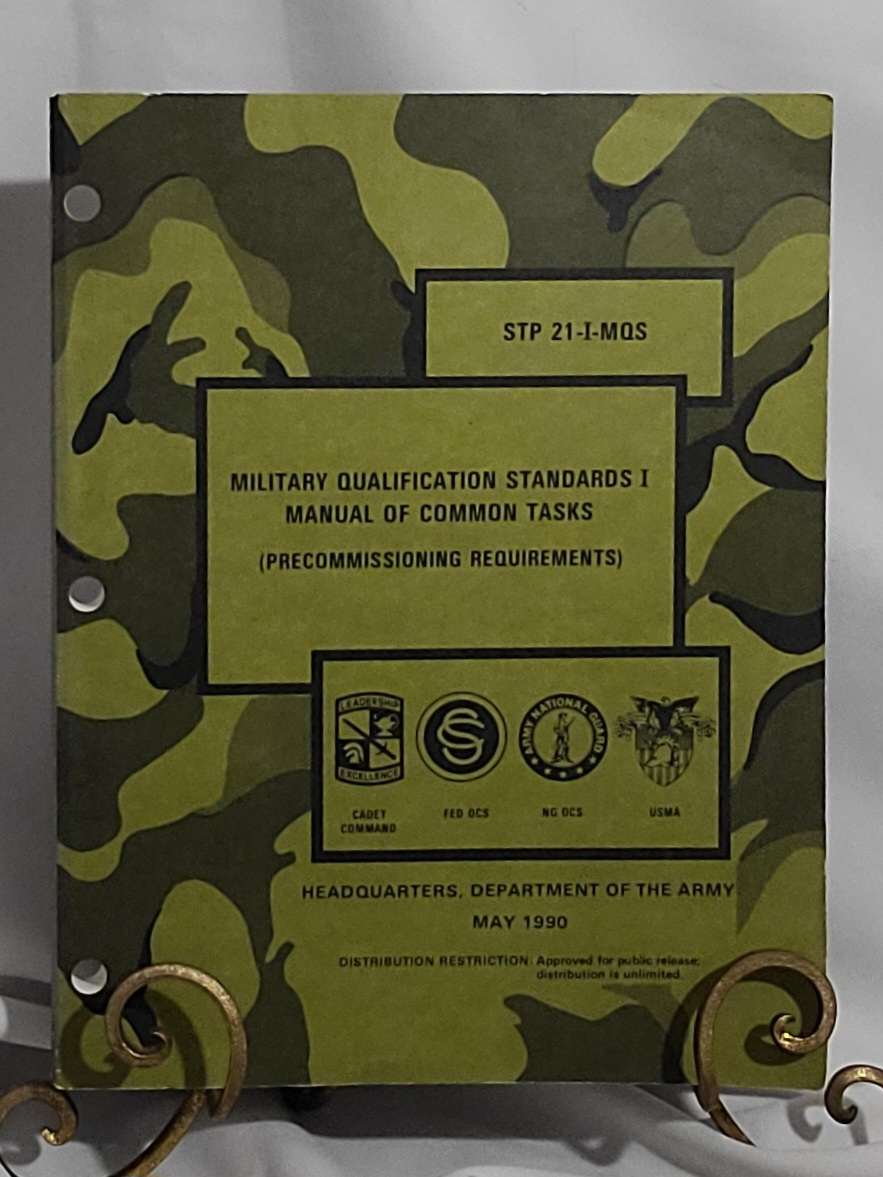 STP 21-I-MQS
MILITARY QUALIFICATION STANDARDS I
MANUAL OF COMMON TASKS
(PRECOMMISSIONING REQUIREMENTS)
LEADERSHIP
EXCELLENCE
OCS
ARMY NATIONAL GUARD
CADET
COMMAND
FED OCS
NG OCS
USMA
HEADQUARTERS, DEPARTMENT OF THE ARMY
MAY 1990
DISTRIBUTION RESTRICTION: Approved for public release;
distribution is unlimited.